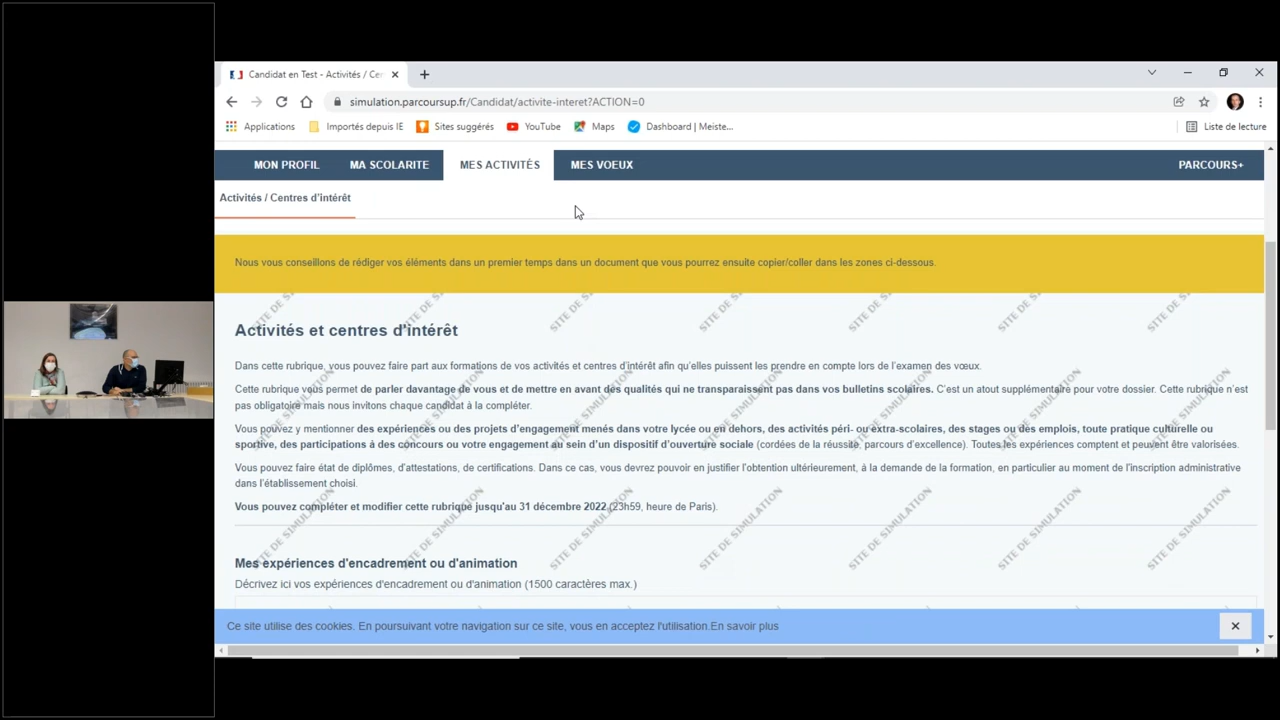 Candidat en Test - Activités / Cer
simulation.parcoursup.fr/Candidat/activite-interet?ACTION=0
Applications Importés depuis IE Sites suggérés YouTube Maps Dashboard | Meiste... Liste de lecture
MON PROFIL MA SCOLARITE MES ACTIVITÉS MES VOEUX PARCOURS+
Activités / Centres d'intérêt
Nous vous conseillons de rédiger vos éléments dans un premier temps dans un document que vous pourrez ensuite copier/coller dans les zones ci-dessous.
SITE DE SIMULATION
Activités et centres d'intérêt
Dans cette rubrique, vous pouvez faire part aux formations de vos activités et centres d'intérêt afin qu'elles puissent les prendre en compte lors de l'examen des vœux.
Cette rubrique vous permet de parler davantage de vous et de mettre en avant des qualités qui ne transparaissent pas dans vos bulletins scolaires. C'est un atout supplémentaire pour votre dossier. Cette rubrique n'est
pas obligatoire mais nous invitons chaque candidat à la compléter.
Vous pouvez y mentionner des expériences ou des projets d'engagement menés dans votre lycée ou en dehors, des activités péri- ou extra-scolaires, des stages ou des emplois, toute pratique culturelle ou
sportive, des participations à des concours ou votre engagement au sein d'un dispositif d'ouverture sociale (cordées de la réussite, parcours d'excellence). Toutes les expériences comptent et peuvent être valorisées.
Vous pouvez faire état de diplômes, d'attestations, de certifications. Dans ce cas, vous devrez pouvoir en justifier l'obtention ultérieurement, à la demande de la formation, en particulier au moment de l'inscription administrative
dans l'établissement choisi.
Vous pouvez compléter et modifier cette rubrique jusqu'au 31 décembre 2022 (23h59, heure de Paris).
Mes expériences d'encadrement ou d'animation
Décrivez ici vos expériences d'encadrement ou d'animation (1500 caractères max.)
Ce site utilise des cookies. En poursuivant votre navigation sur ce site, vous en acceptez l'utilisation.En savoir plus